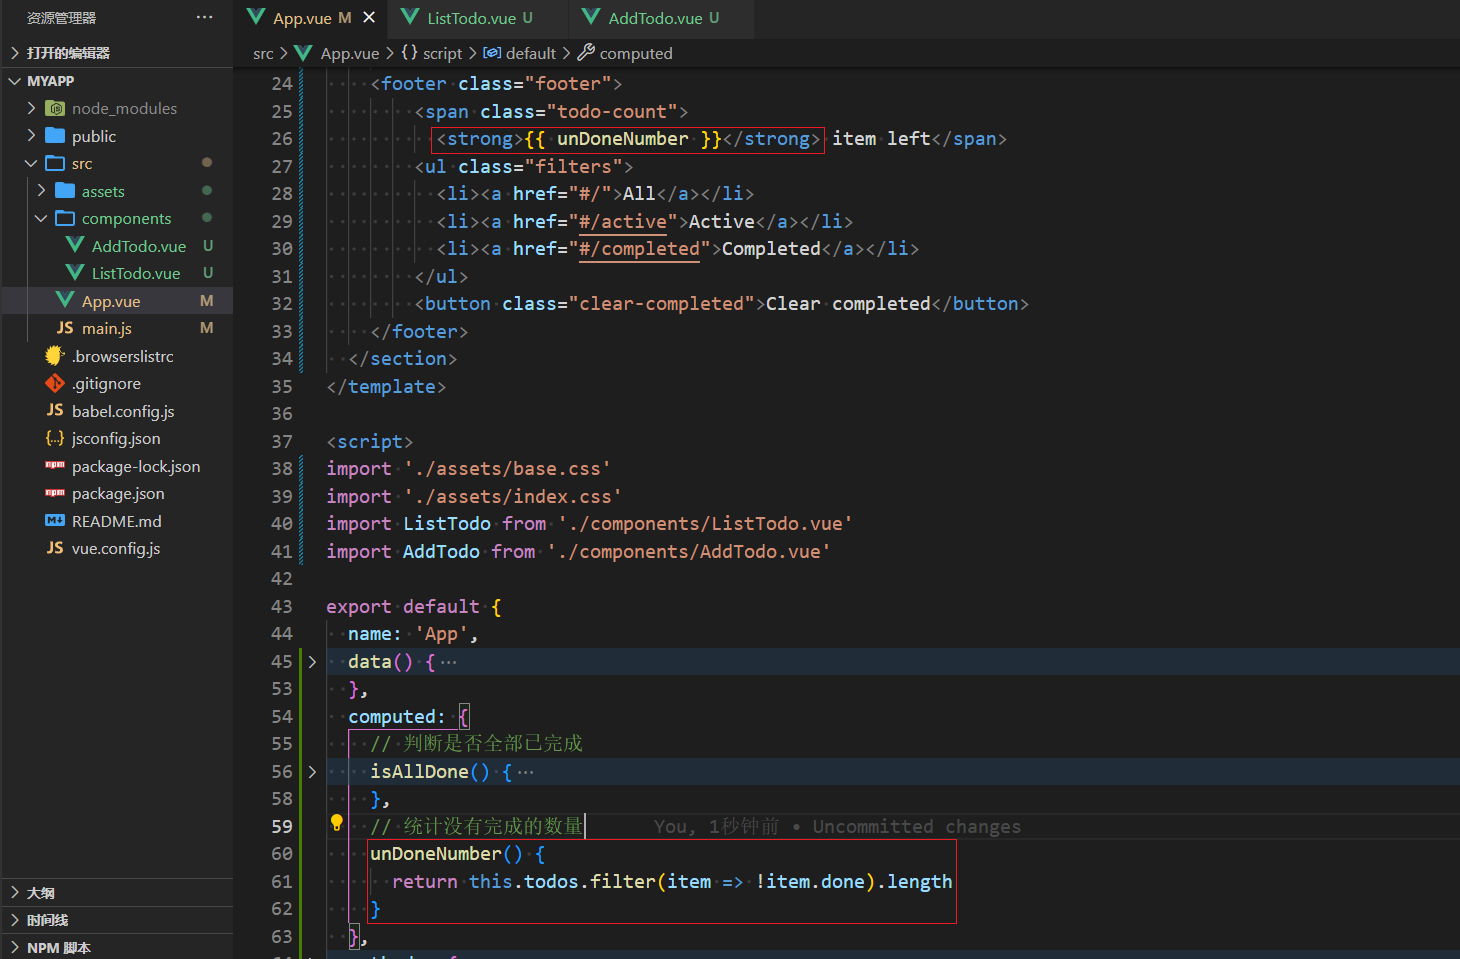 资源管理器 ···
打开的编辑器
MYAPP
node_modules
public
src
assets
components
AddTodo.vue U
ListTodo.vue U
App.vue M
JS main.js M
.browserslistrc
.gitignore
JS babel.config.js
{..} jsconfig.json
npm package-lock.json
npm package.json
M↓ README.md
JS vue.config.js
大纲
时间线
NPM 脚本
App.vue M × ListTodo.vue U AddTodo.vue U
src > App.vue > {} script > default > computed
24 <footer class="footer">
25 <span class="todo-count">
26 <strong>{{ unDoneNumber }}</strong> item left</span>
27 <ul class="filters">
28 <li><a href="#/">All</a></li>
29 <li><a href="#/active">Active</a></li>
30 <li><a href="#/completed">Completed</a></li>
31 </ul>
32 <button class="clear-completed">Clear completed</button>
33 </footer>
34 </section>
35 </template>
36
37 <script>
38 import './assets/base.css'
39 import './assets/index.css'
40 import ListTodo from './components/ListTodo.vue'
41 import AddTodo from './components/AddTodo.vue'
42
43 export default {
44 name: 'App',
45 data() { ···
53 },
54 computed: {
55 // 判断是否全部已完成
56 isAllDone() { ···
58 },
59 // 统计没有完成的数量 You, 1秒钟前 • Uncommitted changes
60 unDoneNumber() {
61 return this.todos.filter(item => !item.done).length
62 }
63 },